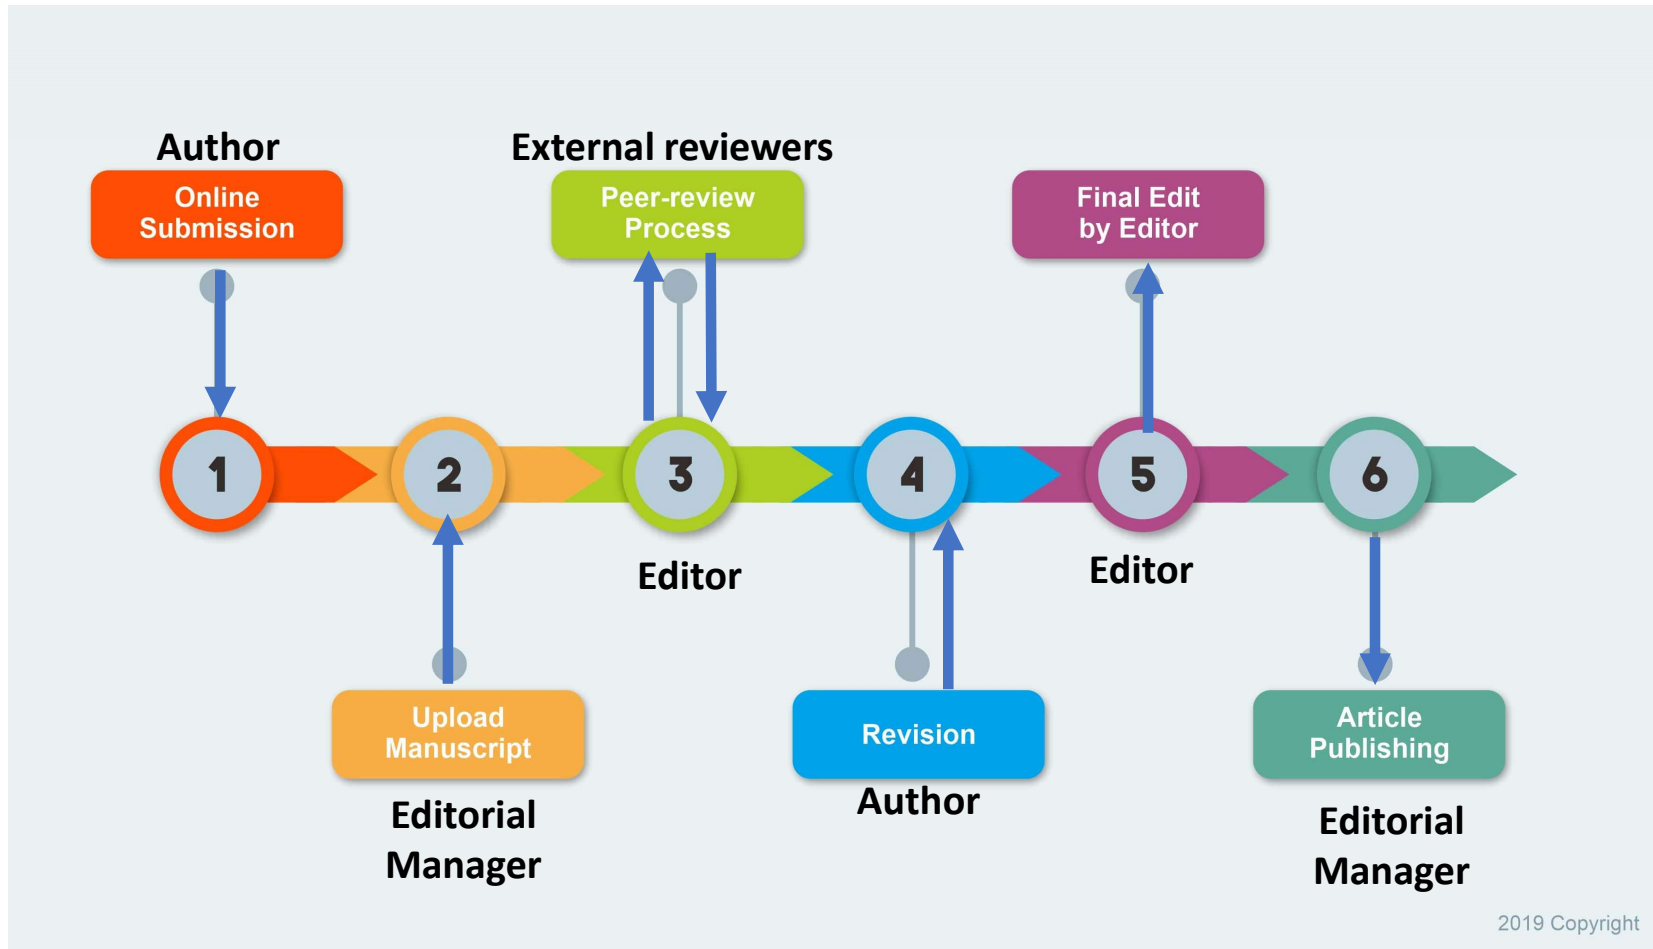 Author
Online
Submission
External reviewers
Peer-review
Process
Final Edit
by Editor
1
2
3
4
5
6
Editor
Editor
Upload
Manuscript
Editorial
Manager
Revision
Author
Article
Publishing
Editorial
Manager
2019 Copyright